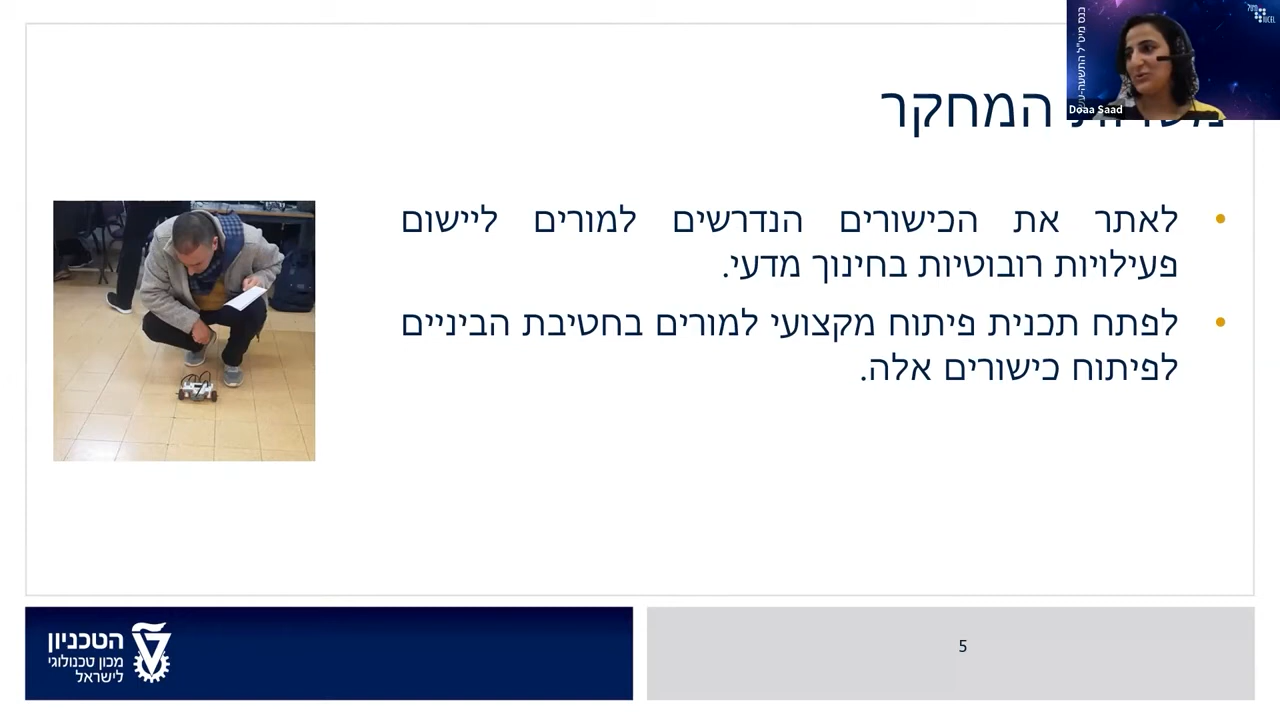 המחקר
לאתר את הכישורים הנדרשים למורים ליישום
פעילויות רובוטיות בחינוך מדעי.
לפתח תכנית פיתוח מקצועי למורים בחטיבת הביניים
לפיתוח כישורים אלה.
Doaa Saad
הטכניון
מכון טכנולוגי
לישראל
5